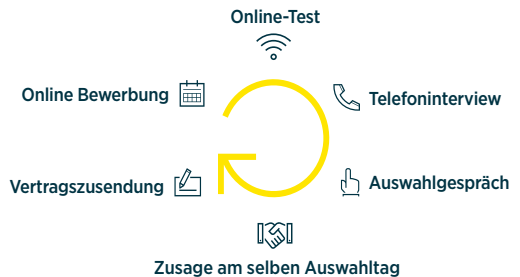 Online-Test
Online Bewerbung
Telefoninterview
Vertragszusendung
Auswahlgespräch
Zusage am selben Auswahltag